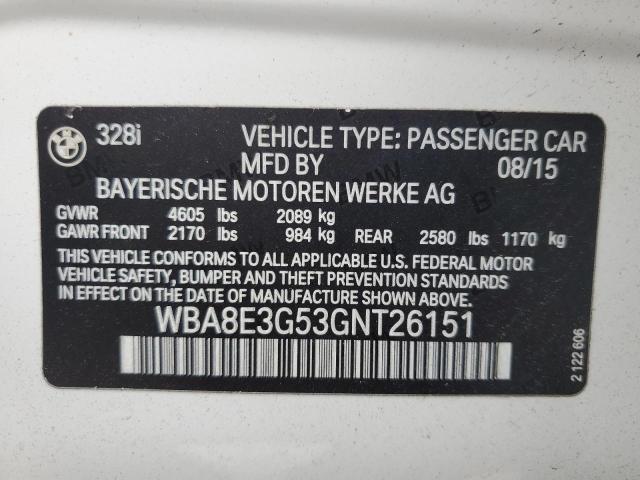 328i VEHICLE TYPE: PASSENGER CAR
MFD BY 08/15
BAYERISCHE MOTOREN WERKE AG
GVWR 4605 lbs 2089 kg
GAWR FRONT 2170 lbs 984 kg REAR 2580 lbs 1170 kg
THIS VEHICLE CONFORMS TO ALL APPLICABLE U.S. FEDERAL MOTOR
VEHICLE SAFETY, BUMPER AND THEFT PREVENTION STANDARDS
IN EFFECT ON THE DATE OF MANUFACTURE SHOWN ABOVE.
WBA8E3G53GNT26151
2 122 606